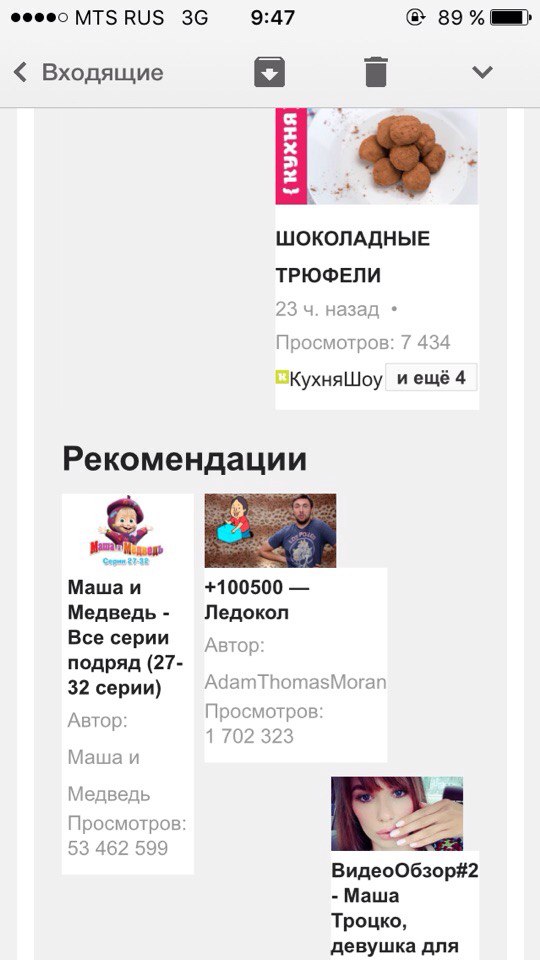 MTS RUS 3G 9:47 89 %
Входящие
{ КУХНЯ
ШОКОЛАДНЫЕ
ТРЮФЕЛИ
23 ч. назад •
Просмотров: 7 434
КухняШоу и ещё 4
Рекомендации
Маша и Медведь
Серии 27-32
Маша и
Медведь -
Все серии
подряд (27-
32 серии)
Автор:
Маша и
Медведь
Просмотров:
53 462 599
+100500 —
Ледокол
Автор:
AdamThomasMoran
Просмотров:
1 702 323
ВидеоОбзор#2
- Маша
Троцко,
девушка для